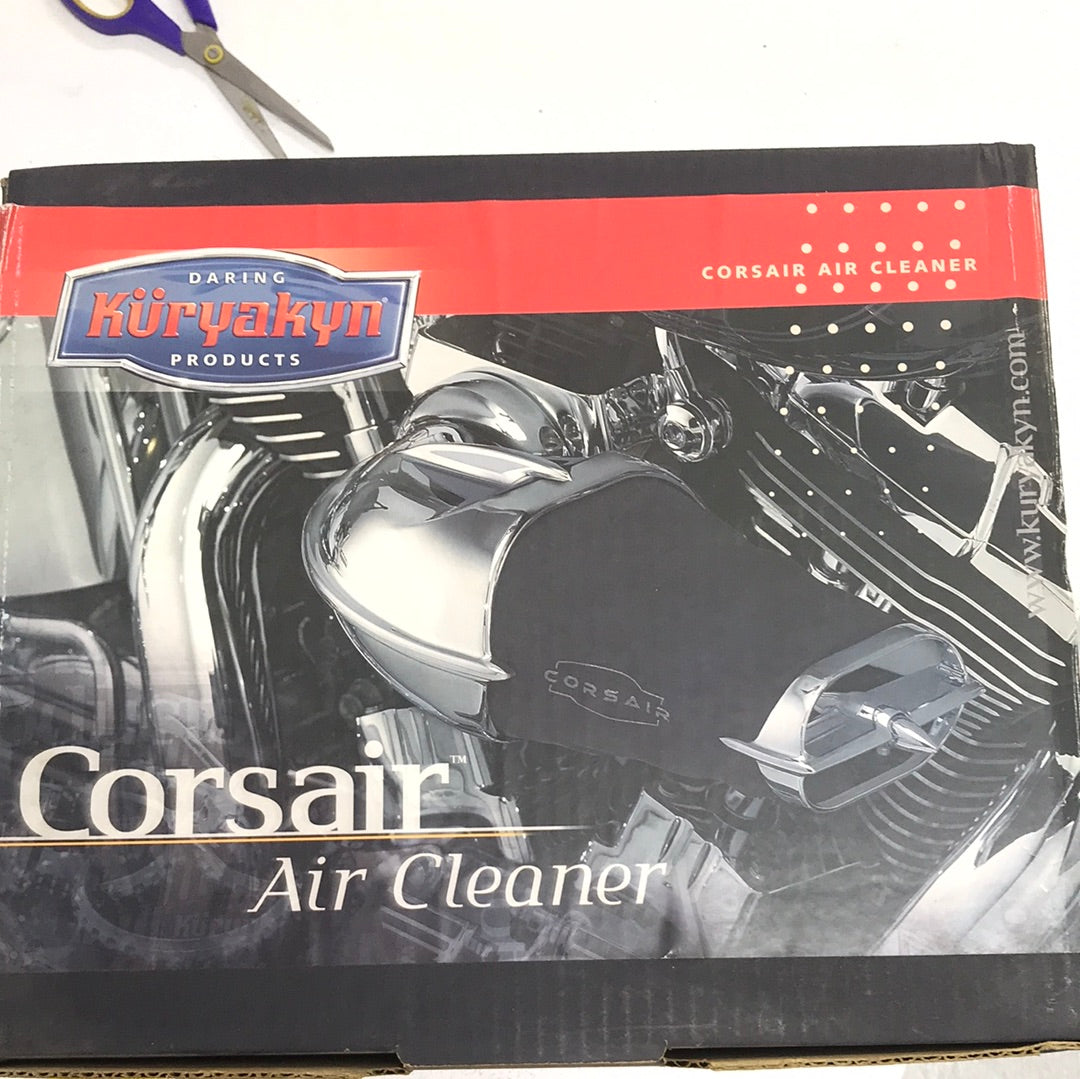 DARING
Küryakyn
PRODUCTS
CORSAIR AIR CLEANER
www.kuryakyn.com
CORSAIR
Corsair™
Air Cleaner